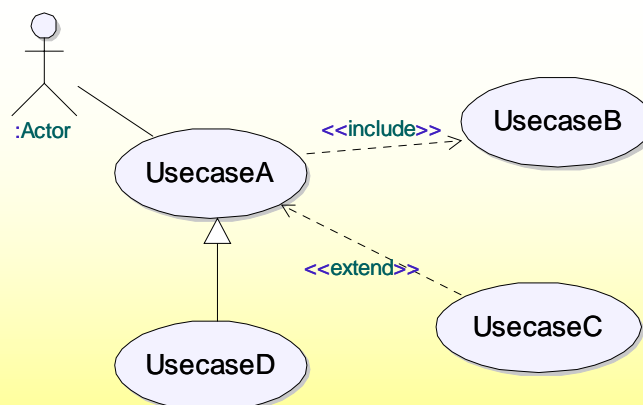 :Actor
<<include>>
UsecaseB
UsecaseA
<<extend>>
UsecaseC
UsecaseD